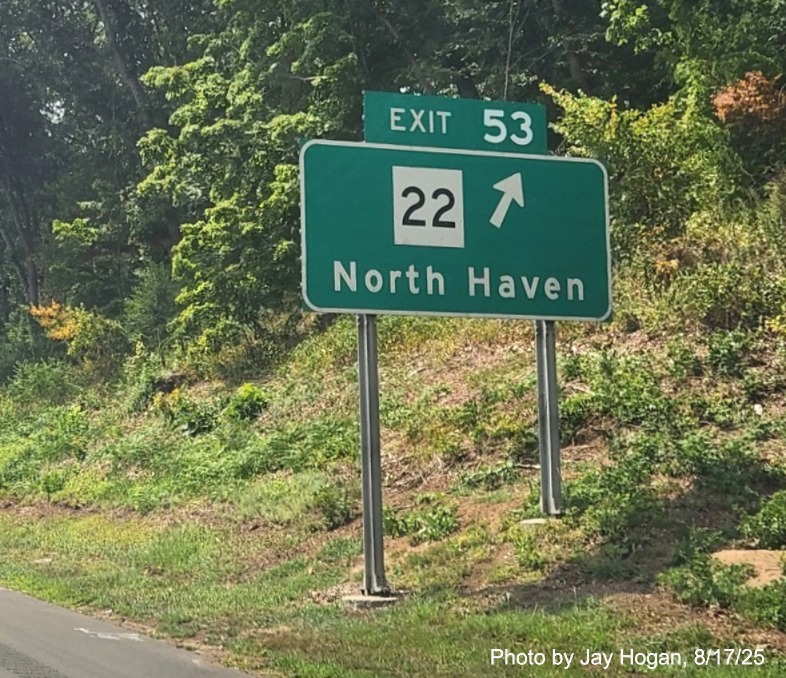 EXIT 53
22
North Haven
Photo by Jay Hogan, 8/17/25